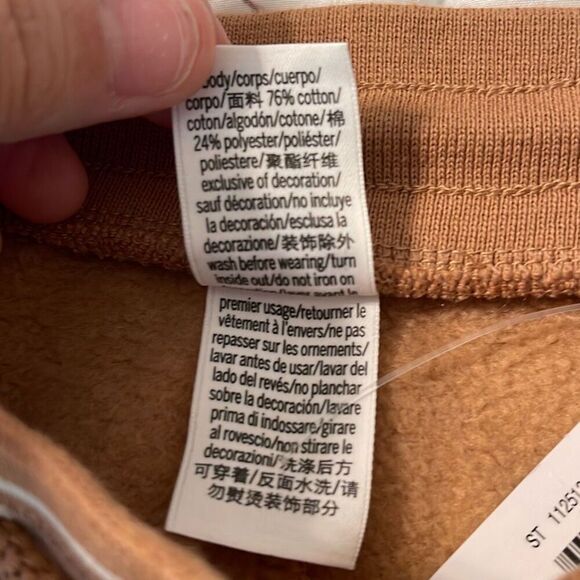 body/corps/cuerpo/
corpo/面料 76% cotton/
coton/algodón/cotone/棉
24% polyester/poliéster/
poliestere/聚酯纤维
exclusive of decoration/
sauf décoration/no incluye
la decoración/esclusa la
decorazione/装饰除外
wash before wearing/turn
inside out/do not iron on
premier usage/retourner le
vêtement à l'envers/ne pas
repasser sur les ornements/
lavar antes de usar/lavar del
lado del revés/no planchar
sobre la decoración/lavare
prima di indossare/girare
al rovescio/non stirare le
decorazioni/洗涤后方
可穿着/反面水洗/请
勿熨烫装饰部分
ST 11251